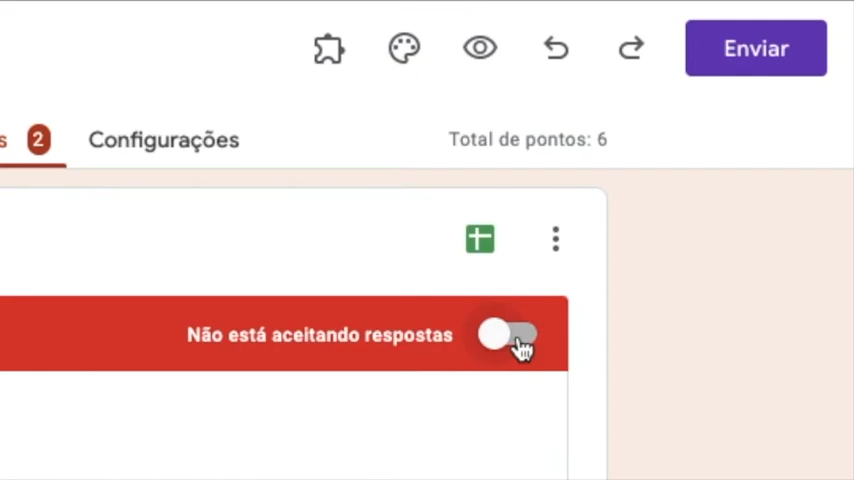 Enviar
s 2 Configurações Total de pontos: 6
Não está aceitando respostas